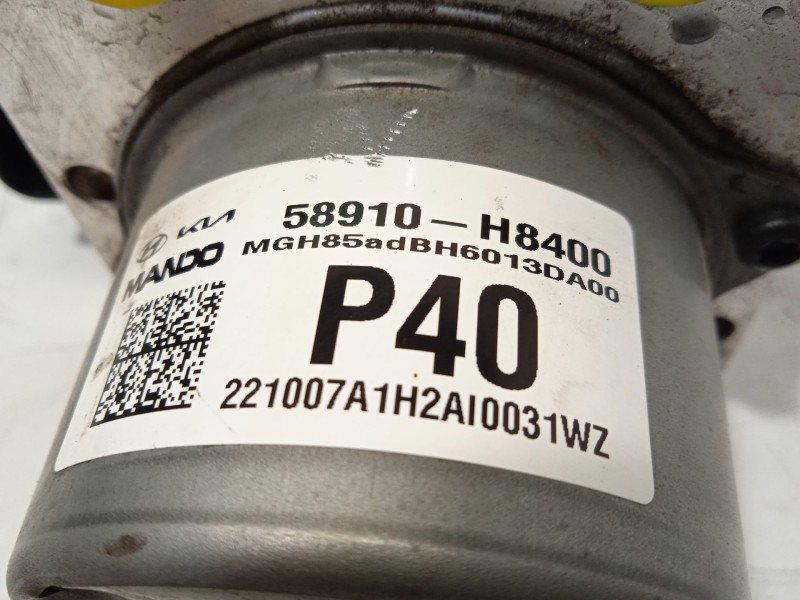 KIA 58910-H8400
MANDO MGH85adBH6013DA00
P40
221007A1H2AI0031WZ